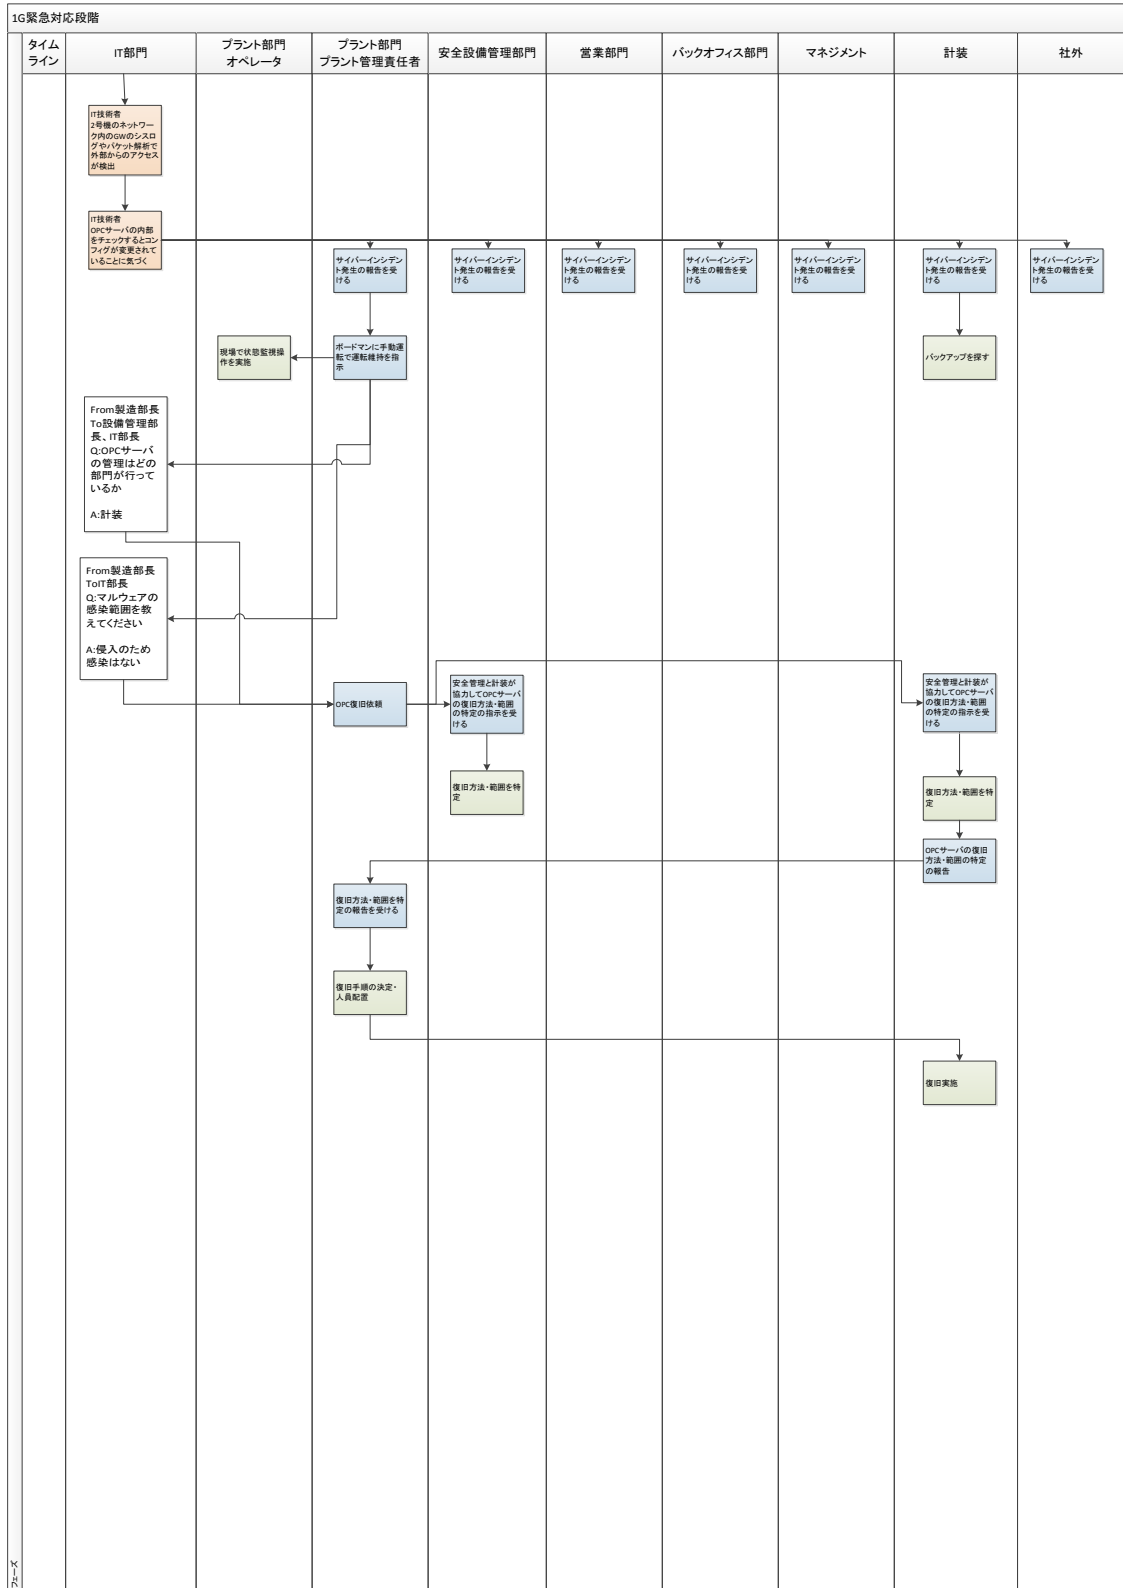 1G緊急対応段階
タイム
ライン
IT部門
プラント部門
オペレータ
プラント部門
プラント管理責任者
安全設備管理部門
営業部門
バックオフィス部門
マネジメント
計装
社外
IT技術者
2号機のネットワー
ク内のGWのシスロ
グやパケット解析で
外部からのアクセス
が検出
IT技術者
OPCサーバの内部
をチェックするとコン
フィグが変更されて
いることに気づく
サイバーインシデン
ト発生の報告を受
ける
サイバーインシデン
ト発生の報告を受
ける
サイバーインシデン
ト発生の報告を受
ける
サイバーインシデン
ト発生の報告を受
ける
サイバーインシデン
ト発生の報告を受
ける
サイバーインシデン
ト発生の報告を受
ける
サイバーインシデン
ト発生の報告を受
ける
現場で状態監視操
作を実施
ボードマンに手動運
転で運転維持を指
示
バックアップを探す
From製造部長
To設備管理部
長、IT部長
Q:OPCサーバ
の管理はどの
部門が行って
いるか
A:計装
From製造部長
ToIT部長
Q:マルウェアの
感染範囲を教
えてください
A:侵入のため
感染はない
OPC復旧依頼
安全管理と計装が
協力してOPCサーバ
の復旧方法・範囲
の特定の指示を受
ける
安全管理と計装が
協力してOPCサーバ
の復旧方法・範囲
の特定の指示を受
ける
復旧方法・範囲を特
定
復旧方法・範囲を特
定
OPCサーバの復旧
方法・範囲の特定
の報告
復旧方法・範囲を特
定の報告を受ける
復旧手順の決定・
人員配置
復旧実施
フェーズ